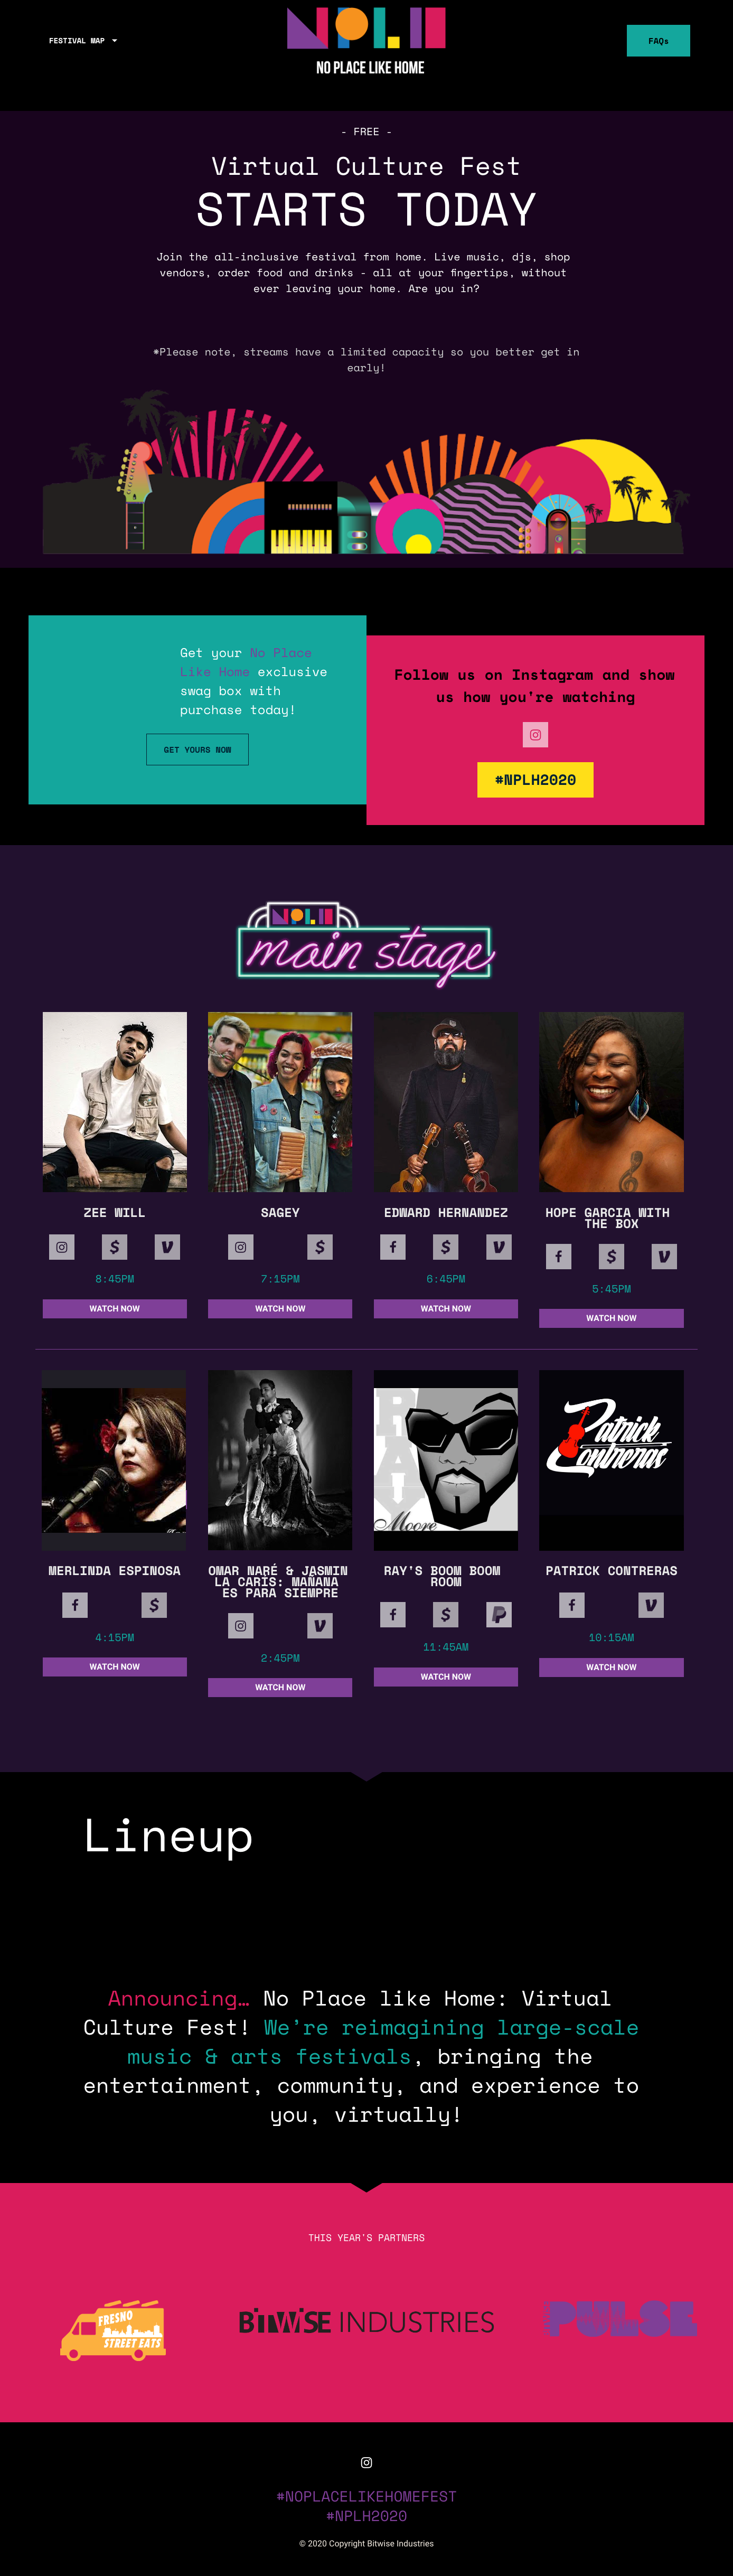 FESTIVAL MAP
NPLH
NO PLACE LIKE HOME
FAQs
- FREE -
Virtual Culture Fest
STARTS TODAY
Join the all-inclusive festival from home. Live music, djs, shop
vendors, order food and drinks - all at your fingertips, without
ever leaving your home. Are you in?
*Please note, streams have a limited capacity so you better get in
early!
Get your No Place
Like Home exclusive
swag box with
purchase today!
GET YOURS NOW
Follow us on Instagram and show
us how you're watching
#NPLH2020
NPLH
main stage
ZEE WILL
8:45PM
WATCH NOW
SAGEY
7:15PM
WATCH NOW
EDWARD HERNANDEZ
6:45PM
WATCH NOW
HOPE GARCIA WITH
THE BOX
5:45PM
WATCH NOW
MERLINDA ESPINOSA
4:15PM
WATCH NOW
OMAR NARÉ & JASMIN
LA CARIS: MAÑANA
ES PARA SIEMPRE
2:45PM
WATCH NOW
RAY
Moore
RAY'S BOOM BOOM
ROOM
11:45AM
WATCH NOW
Patrick
Contreras
PATRICK CONTRERAS
10:15AM
WATCH NOW
Lineup
Announcing… No Place like Home: Virtual
Culture Fest! We're reimagining large-scale
music & arts festivals, bringing the
entertainment, community, and experience to
you, virtually!
THIS YEAR'S PARTNERS
FRESNO
STREET EATS
BITWISE INDUSTRIES
PULSE
#NOPLACELIKEHOMEFEST
#NPLH2020
© 2020 Copyright Bitwise Industries